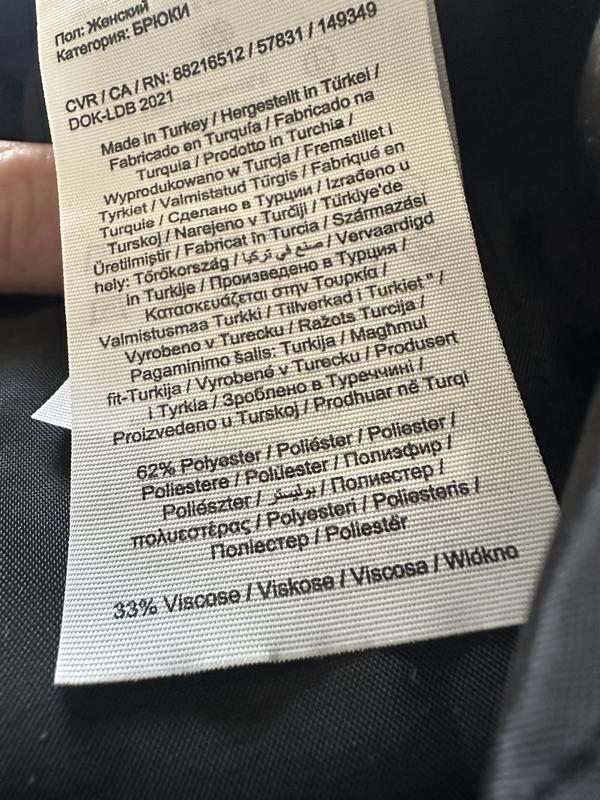 Пол: Женский
Категория: БРЮКИ
CVR / CA / RN: 88216512 / 57831 / 149349
DOK-LDB 2021
Made in Turkey / Hergestellt in Türkei /
Fabricado en Turquía / Fabricado na
Turquia / Prodotto in Turchia /
Wyprodukowano w Turcja / Fremstillet i
Tyrkiet / Valmistatud Türgis / Fabriqué en
Turquie / Сделано в Турции / Izrađeno u
Turskoj / Narejeno v Turčiji / Türkiye'de
Üretilmiştir / Fabricat în Turcia / Származási
hely: Törökország / صنع في تركيا / Vervaardigd
in Turkije / Произведено в Турция /
Κατασκευάζεται στην Τουρκία /
Valmistusmaa Turkki / Tillverkad i Turkiet " /
Vyrobeno v Turecku / Ražots Turcija /
Pagaminimo šalis: Turkija / Magħmul
fit-Turkija / Vyrobené v Turecku / Produsert
i Tyrkia / Зроблено в Туреччині /
Proizvedeno u Turskoj / Prodhuar në Turqi
62% Polyester / Poliéster / Poliester /
Poliestere / Polüester / Полиэфир /
Poliészter / بوليستر / Полиестер /
πολυεστέρας / Polyesteri / Poliesteris /
Поліестер / Poliestër
33% Viscose / Viskose / Viscosa / Włókno